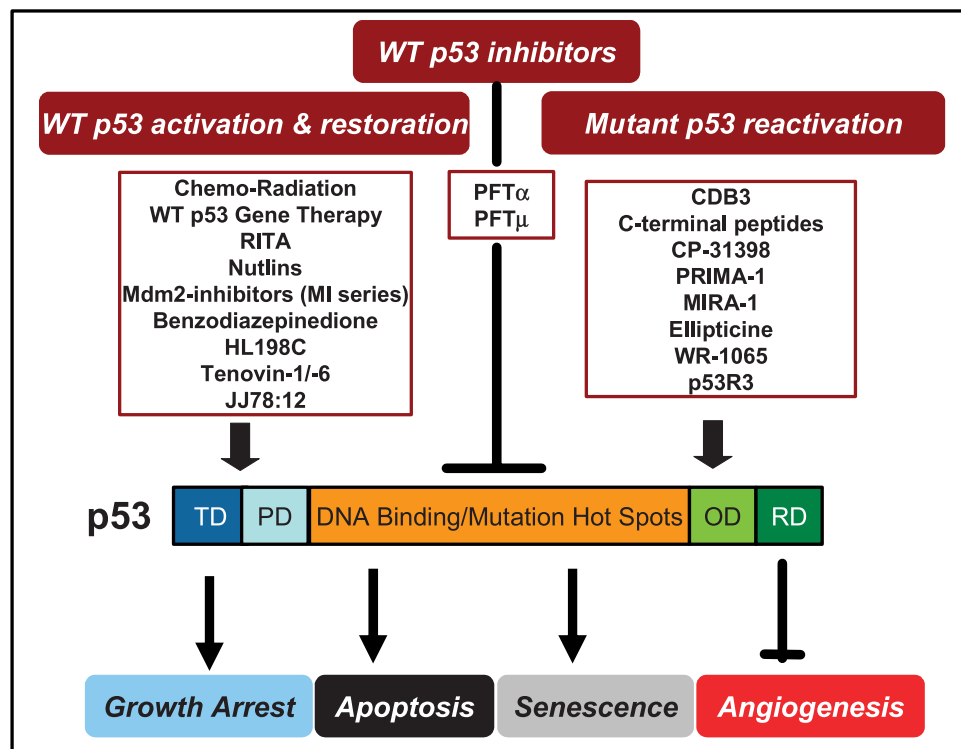 WT p53 inhibitors
WT p53 activation & restoration
Mutant p53 reactivation
Chemo-Radiation
WT p53 Gene Therapy
RITA
Nutlins
Mdm2-inhibitors (MI series)
Benzodiazepinedione
HL198C
Tenovin-1/-6
JJ78:12
PFTα
PFTμ
CDB3
C-terminal peptides
CP-31398
PRIMA-1
MIRA-1
Ellipticine
WR-1065
p53R3
p53
TD
PD
DNA Binding/Mutation Hot Spots
OD
RD
Growth Arrest
Apoptosis
Senescence
Angiogenesis